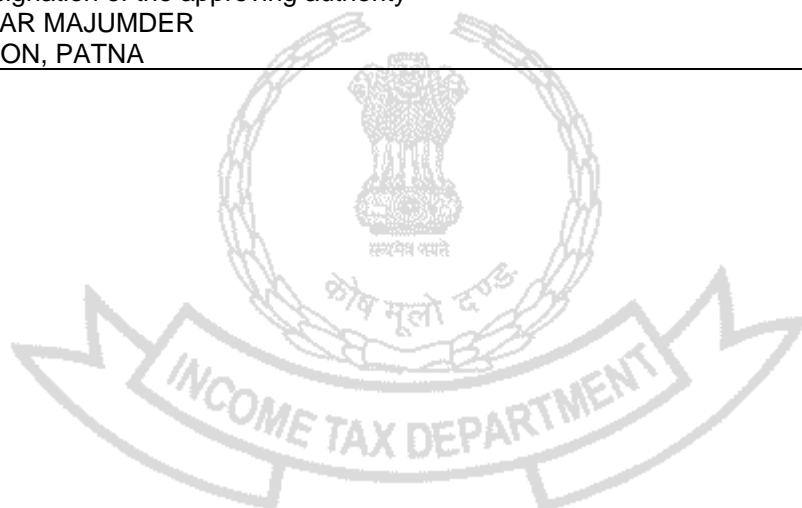 ignation of the approving authority
AR MAJUMDER
ON, PATNA
सत्यमेव जयते
कोष मूलो दण्डः
INCOME TAX DEPARTMENT